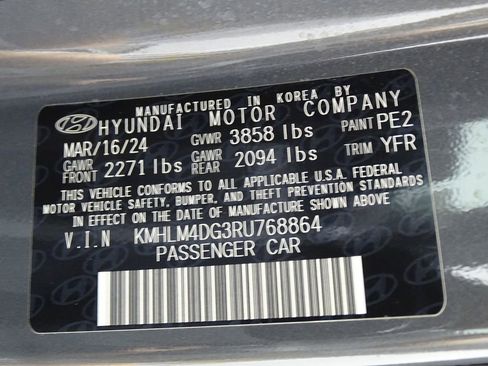 MANUFACTURED IN KOREA BY
HYUNDAI MOTOR COMPANY
MAR/16/24 GVWR 3858 lbs PAINT PE2
GAWR FRONT 2271 lbs GAWR REAR 2094 lbs TRIM YFR
THIS VEHICLE CONFORMS TO ALL APPLICABLE U.S.A. FEDERAL
MOTOR VEHICLE SAFETY, BUMPER, AND THEFT PREVENTION STANDARDS
IN EFFECT ON THE DATE OF MANUFACTURE SHOWN ABOVE
V.I.N KMHLM4DG3RU768864
PASSENGER CAR